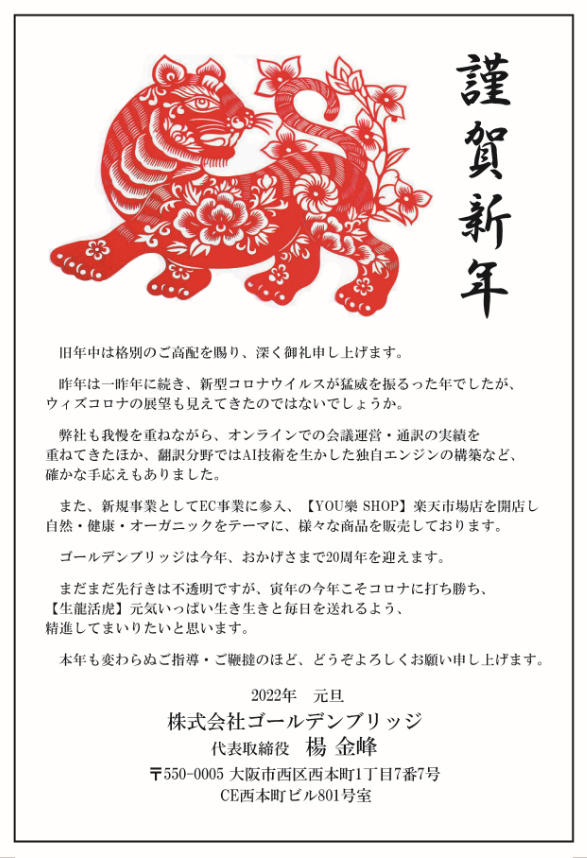 謹賀新年
旧年中は格別のご高配を賜り、深く御礼申し上げます。
昨年は一昨年に続き、新型コロナウイルスが猛威を振るった年でしたが、
ウィズコロナの展望も見えてきたのではないでしょうか。
弊社も我慢を重ねながら、オンラインでの会議運営・通訳の実績を
重ねてきたほか、翻訳分野ではAI技術を生かした独自エンジンの構築など、
確かな手応えもありました。
また、新規事業としてEC事業に参入、【YOU樂 SHOP】楽天市場店を開店し
自然・健康・オーガニックをテーマに、様々な商品を販売しております。
ゴールデンブリッジは今年、おかげさまで20周年を迎えます。
まだまだ先行きは不透明ですが、寅年の今年こそコロナに打ち勝ち、
【生龍活虎】元気いっぱい生き生きと毎日を送れるよう、
精進してまいりたいと思います。
本年も変わらぬご指導・ご鞭撻のほど、どうぞよろしくお願い申し上げます。
2022年 元旦
株式会社ゴールデンブリッジ
代表取締役 楊 金峰
〒550-0005 大阪市西区西本町1丁目7番7号
CE西本町ビル801号室